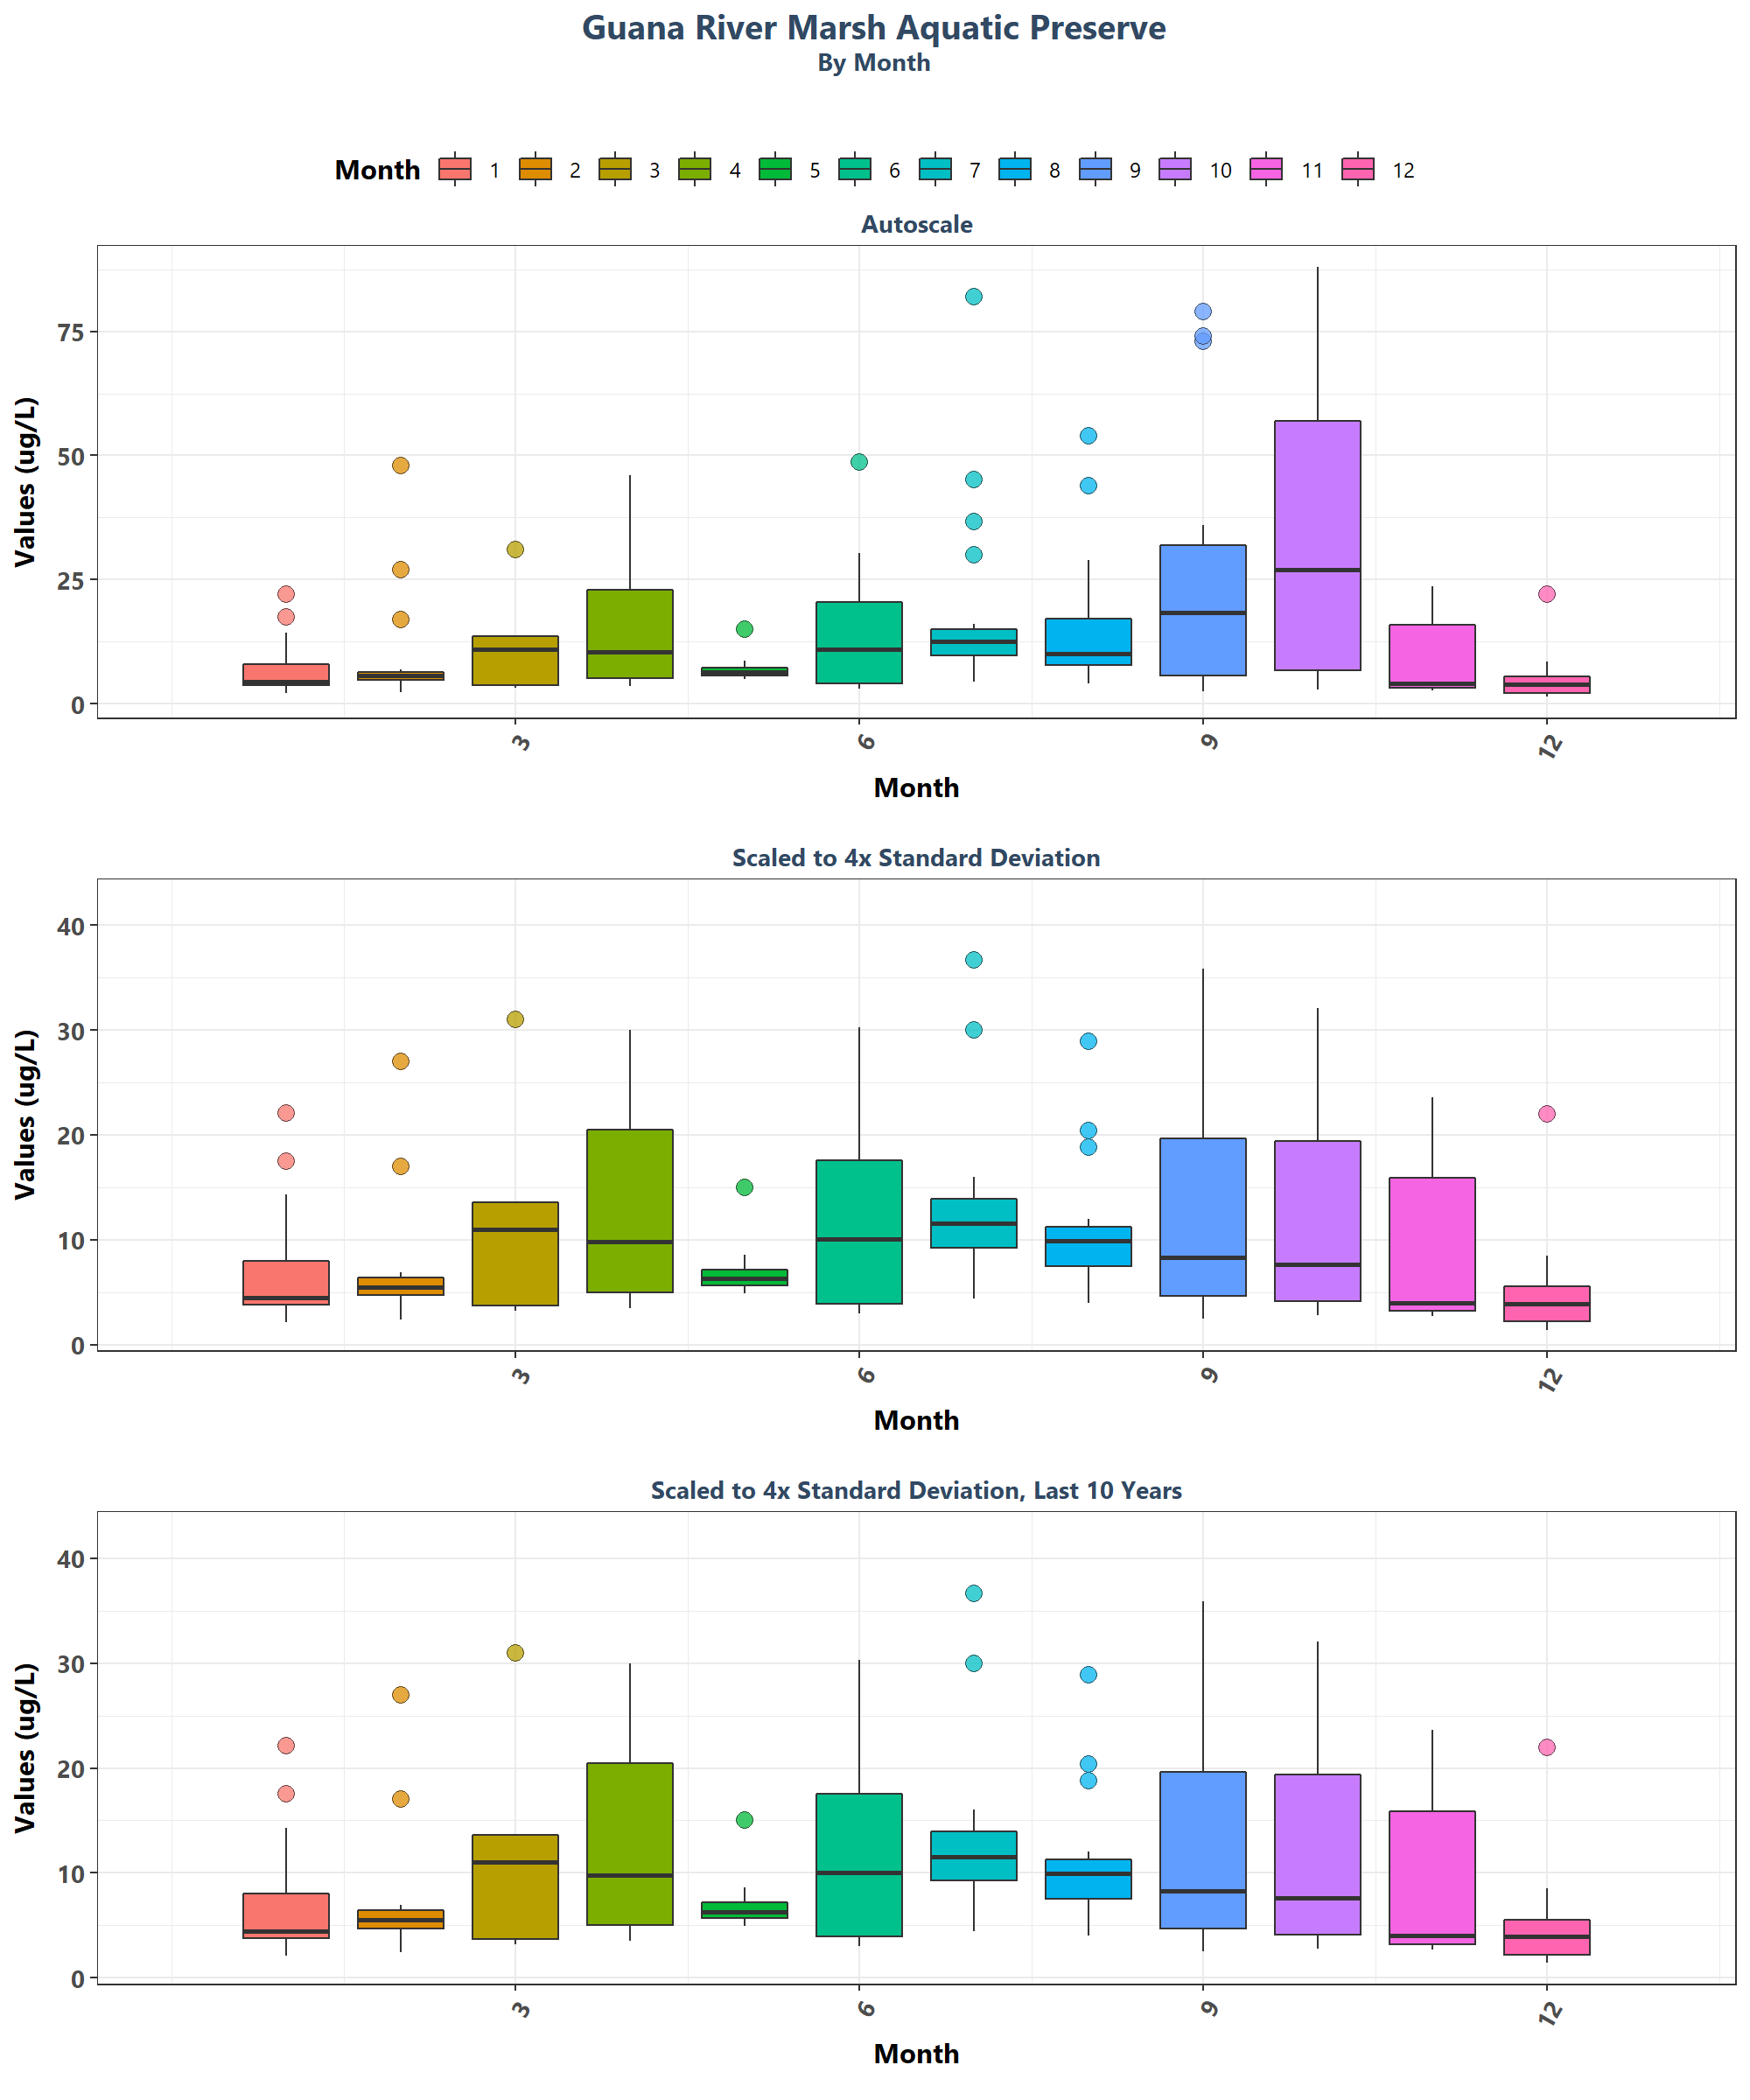 Guana River Marsh Aquatic Preserve
By Month
Month 1 2 3 4 5 6 7 8 9 10 11 12
Autoscale
Values (ug/L)
75
50
25
0
3 6 9 12
Month
Scaled to 4x Standard Deviation
Values (ug/L)
40
30
20
10
0
3 6 9 12
Month
Scaled to 4x Standard Deviation, Last 10 Years
Values (ug/L)
40
30
20
10
0
3 6 9 12
Month